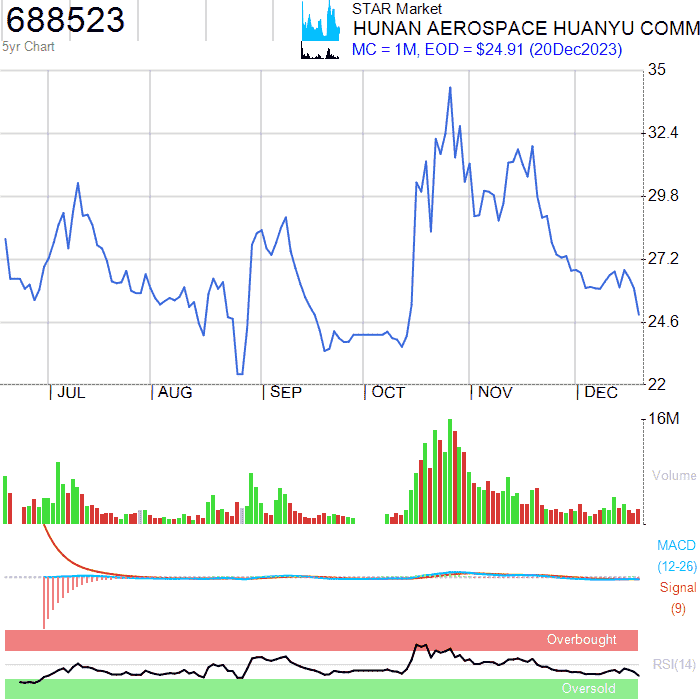 688523
5yr Chart
STAR Market
HUNAN AEROSPACE HUANYU COMM
MC = 1M, EOD = $24.91 (20Dec2023)
35
32.4
29.8
27.2
24.6
22
JUL
AUG
SEP
OCT
NOV
DEC
16M
Volume
MACD
(12-26)
Signal
(9)
Overbought
RSI(14)
Oversold